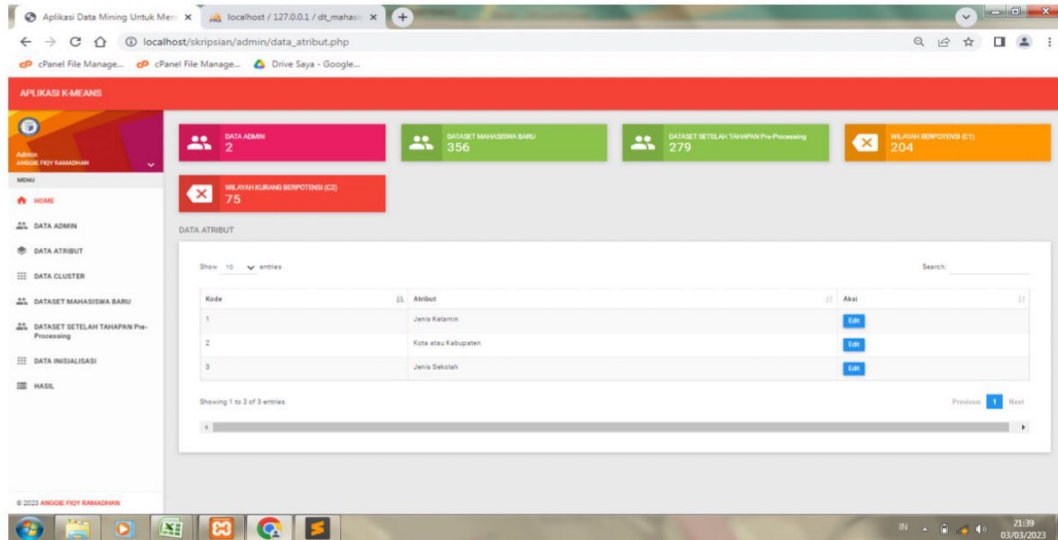 Aplikasi Data Mining Untuk Men
localhost / 127.0.0.1 / dt_mahasi
localhost/skripsian/admin/data_atribut.php
cPanel File Manage...
cPanel File Manage...
Drive Saya - Google...
APLIKASI K-MEANS
Admin
ANGGIE FIQY RAMADHAN
MENU
HOME
DATA ADMIN
DATA ATRIBUT
DATA CLUSTER
DATASET MAHASISWA BARU
DATASET SETELAH TAHAPAN Pre-
Processing
DATA INISIALISASI
HASIL
© 2023 ANGGIE FIQY RAMADHAN
DATA ADMIN
2
DATASET MAHASISWA BARU
356
DATASET SETELAH TAHAPAN Pre-Processing
279
WILAYAH BERPOTENSI (C1)
204
WILAYAH KURANG BERPOTENSI (C2)
75
DATA ATRIBUT
Show 10 entries
Search:
Kode Atribut Aksi
1 Jenis Kelamin Edit
2 Kota atau Kabupaten Edit
3 Jenis Sekolah Edit
Showing 1 to 3 of 3 entries
Previous 1 Next
IN
21:39
03/03/2023